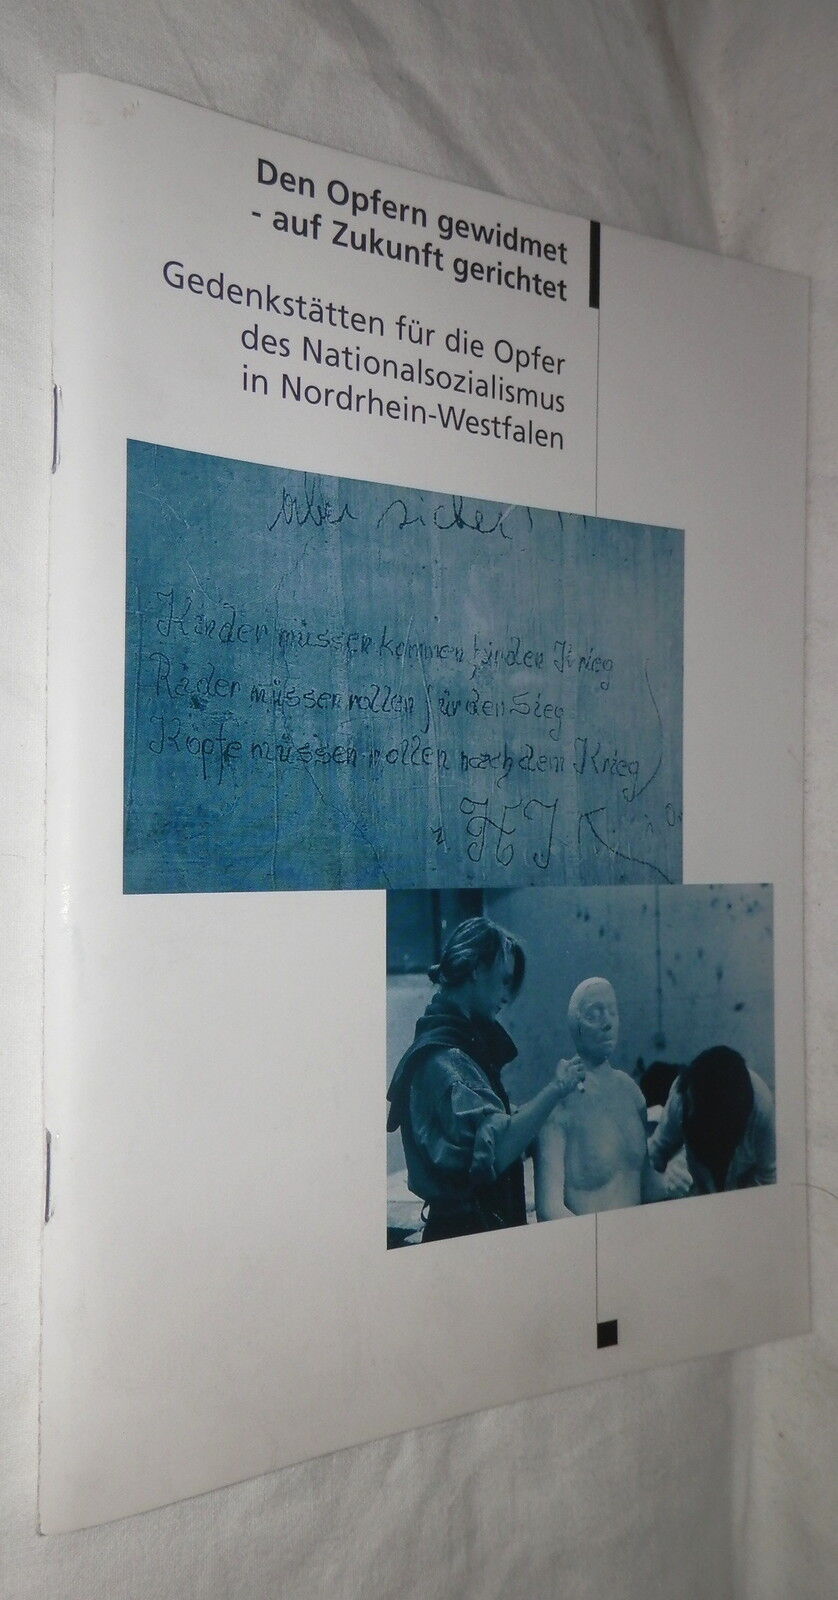 Den Opfern gewidmet
- auf Zukunft gerichtet
Gedenkstätten für die Opfer
des Nationalsozialismus
in Nordrhein-Westfalen
aber sicher !!!
Kinder müssen kommen für den Krieg
Räder müssen rollen für den Sieg
Köpfe müssen rollen nach dem Krieg